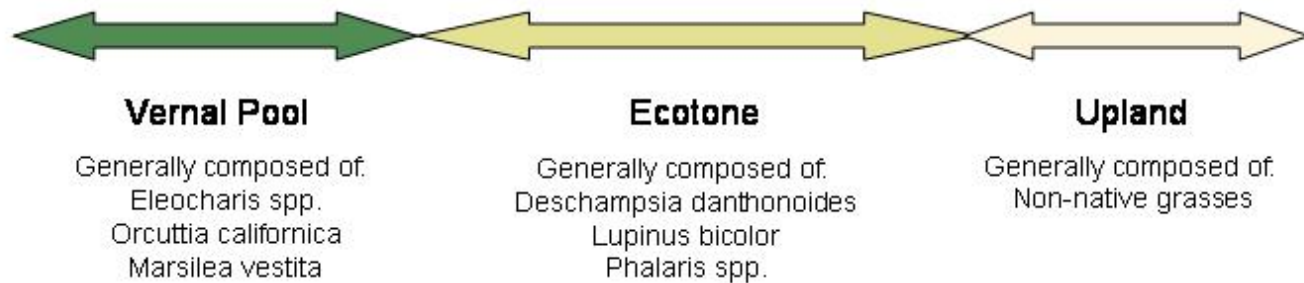 Vernal Pool
Generally composed of:
Eleocharis spp.
Orcuttia californica
Marsilea vestita
Ecotone
Generally composed of:
Deschampsia danthonoides
Lupinus bicolor
Phalaris spp.
Upland
Generally composed of:
Non-native grasses